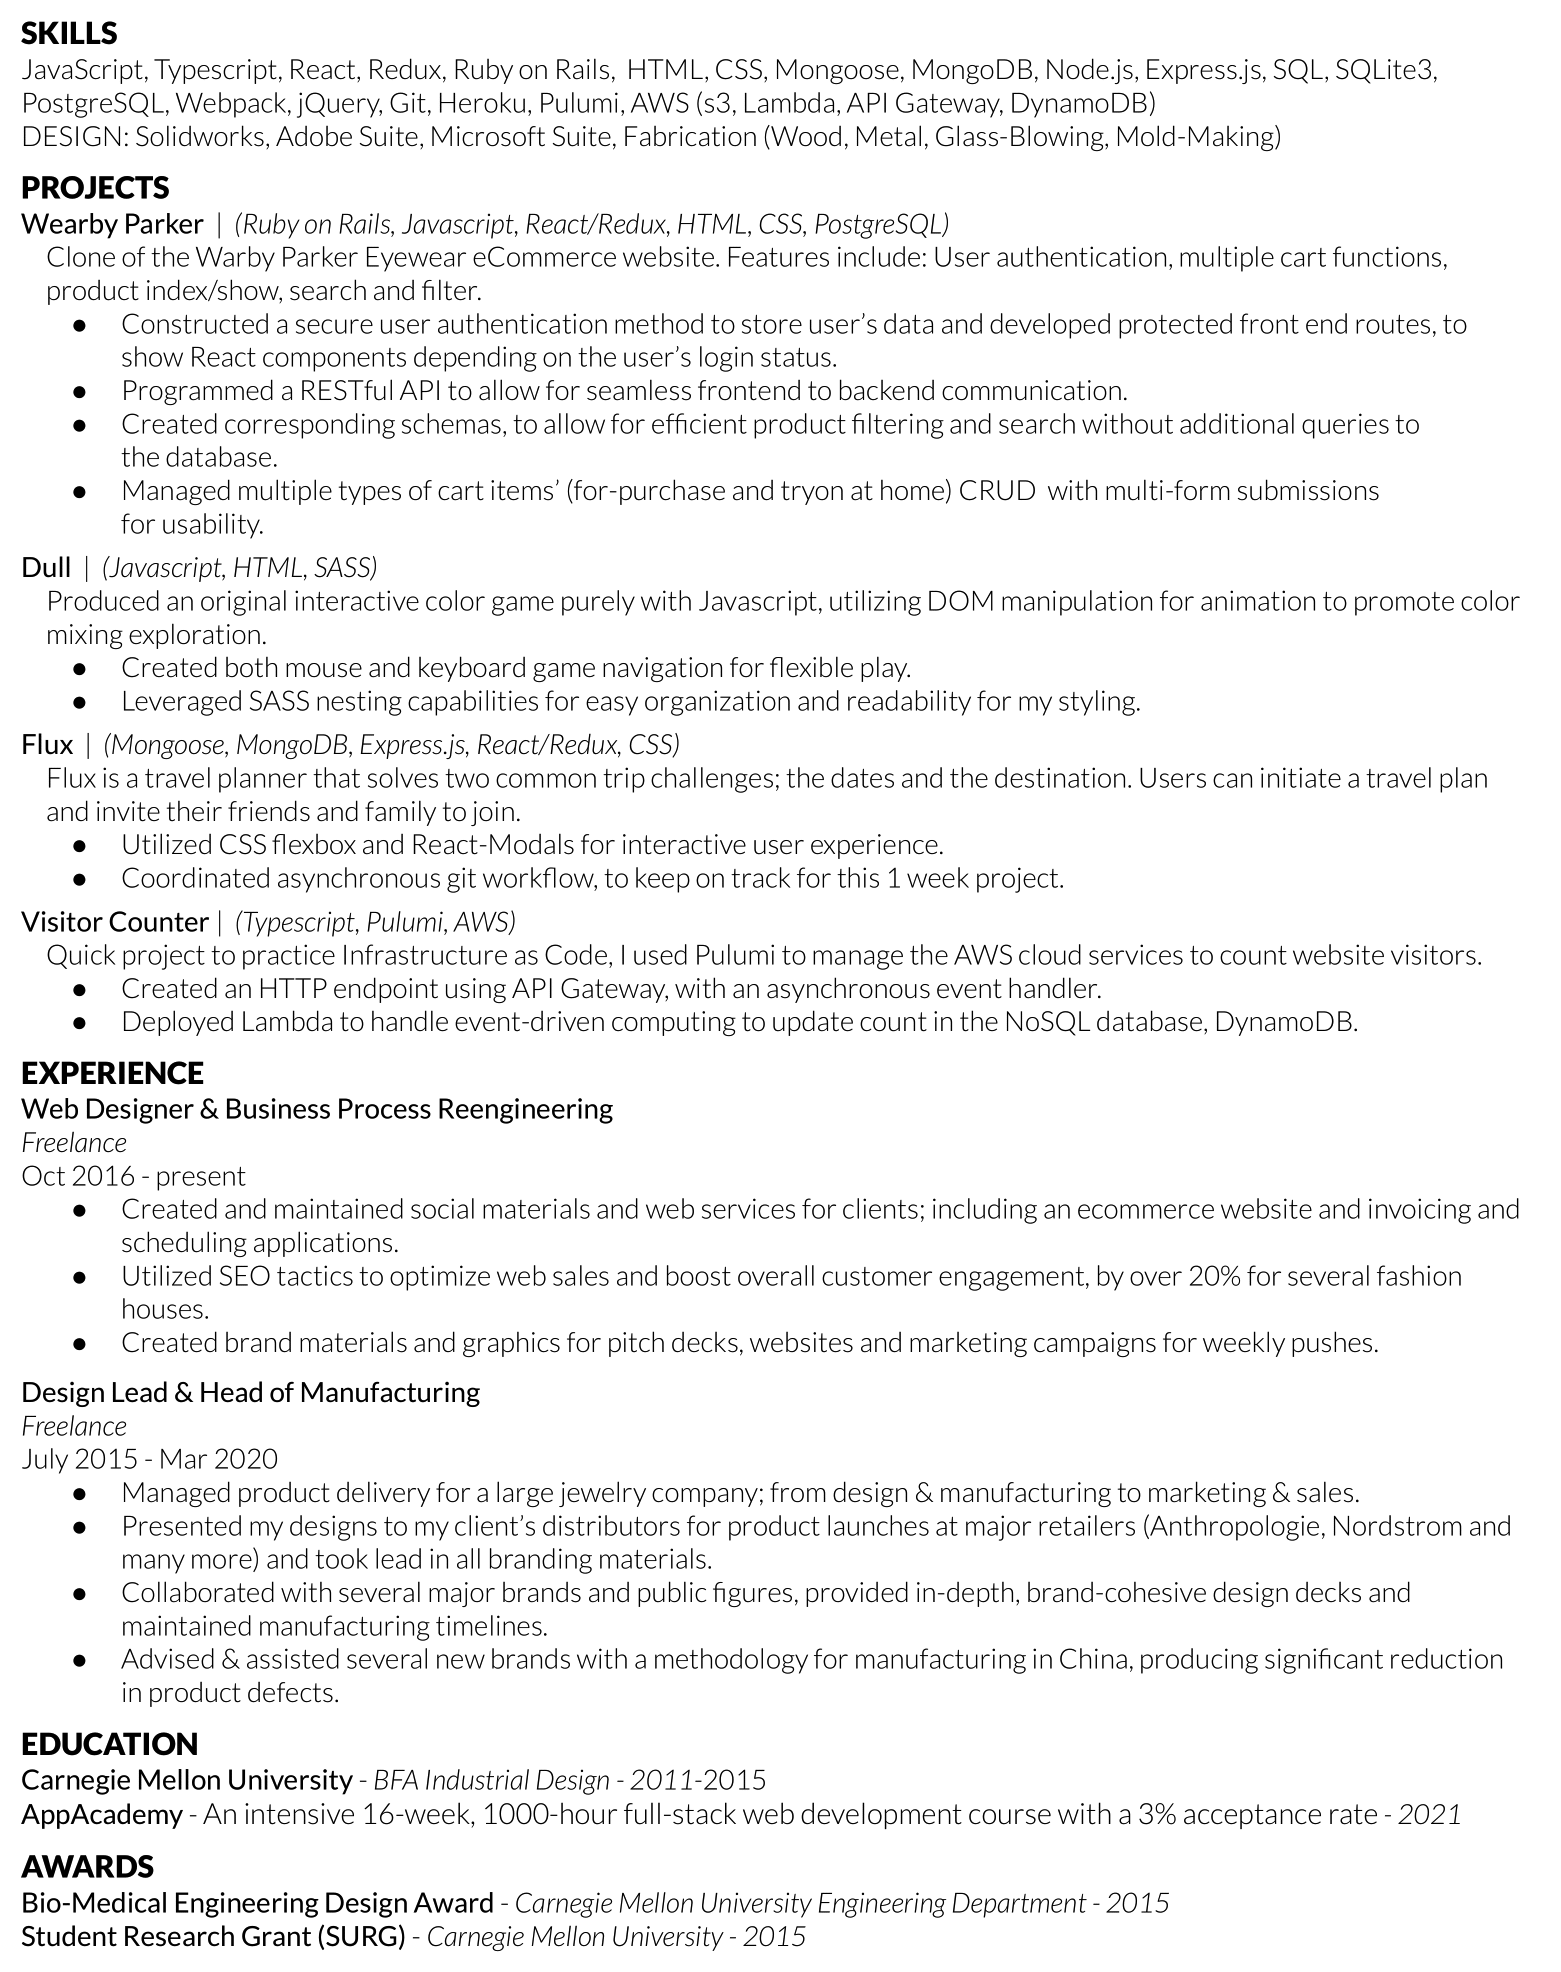 SKILLS
JavaScript, Typescript, React, Redux, Ruby on Rails,  HTML, CSS, Mongoose, MongoDB, Node.js, Express.js, SQL, SQLite3,
PostgreSQL, Webpack, jQuery, Git, Heroku, Pulumi, AWS (s3, Lambda, API Gateway, DynamoDB)
DESIGN: Solidworks, Adobe Suite, Microsoft Suite, Fabrication (Wood, Metal, Glass-Blowing, Mold-Making)
PROJECTS
Wearby Parker | (Ruby on Rails, Javascript, React/Redux, HTML, CSS, PostgreSQL)
Clone of the Warby Parker Eyewear eCommerce website. Features include: User authentication, multiple cart functions,
product index/show, search and filter.
● Constructed a secure user authentication method to store user’s data and developed protected front end routes, to
show React components depending on the user’s login status.
● Programmed a RESTful API to allow for seamless frontend to backend communication.
● Created corresponding schemas, to allow for efficient product filtering and search without additional queries to
the database.
● Managed multiple types of cart items’ (for-purchase and tryon at home) CRUD  with multi-form submissions
for usability.
Dull | (Javascript, HTML, SASS)
Produced an original interactive color game purely with Javascript, utilizing DOM manipulation for animation to promote color
mixing exploration.
● Created both mouse and keyboard game navigation for flexible play.
● Leveraged SASS nesting capabilities for easy organization and readability for my styling.
Flux | (Mongoose, MongoDB, Express.js, React/Redux, CSS)
Flux is a travel planner that solves two common trip challenges; the dates and the destination. Users can initiate a travel plan
and invite their friends and family to join.
● Utilized CSS flexbox and React-Modals for interactive user experience.
● Coordinated asynchronous git workflow, to keep on track for this 1 week project.
Visitor Counter | (Typescript, Pulumi, AWS)
Quick project to practice Infrastructure as Code, I used Pulumi to manage the AWS cloud services to count website visitors.
● Created an HTTP endpoint using API Gateway, with an asynchronous event handler.
● Deployed Lambda to handle event-driven computing to update count in the NoSQL database, DynamoDB.
EXPERIENCE
Web Designer & Business Process Reengineering
Freelance
Oct 2016 - present
● Created and maintained social materials and web services for clients; including an ecommerce website and invoicing and
scheduling applications.
● Utilized SEO tactics to optimize web sales and boost overall customer engagement, by over 20% for several fashion
houses.
● Created brand materials and graphics for pitch decks, websites and marketing campaigns for weekly pushes.
Design Lead & Head of Manufacturing
Freelance
July 2015 - Mar 2020
● Managed product delivery for a large jewelry company; from design & manufacturing to marketing & sales.
● Presented my designs to my client’s distributors for product launches at major retailers (Anthropologie, Nordstrom and
many more) and took lead in all branding materials.
● Collaborated with several major brands and public figures, provided in-depth, brand-cohesive design decks and
maintained manufacturing timelines.
● Advised & assisted several new brands with a methodology for manufacturing in China, producing significant reduction
in product defects.
EDUCATION
Carnegie Mellon University - BFA Industrial Design - 2011-2015
AppAcademy - An intensive 16-week, 1000-hour full-stack web development course with a 3% acceptance rate - 2021
AWARDS
Bio-Medical Engineering Design Award - Carnegie Mellon University Engineering Department - 2015
Student Research Grant (SURG) - Carnegie Mellon University - 2015